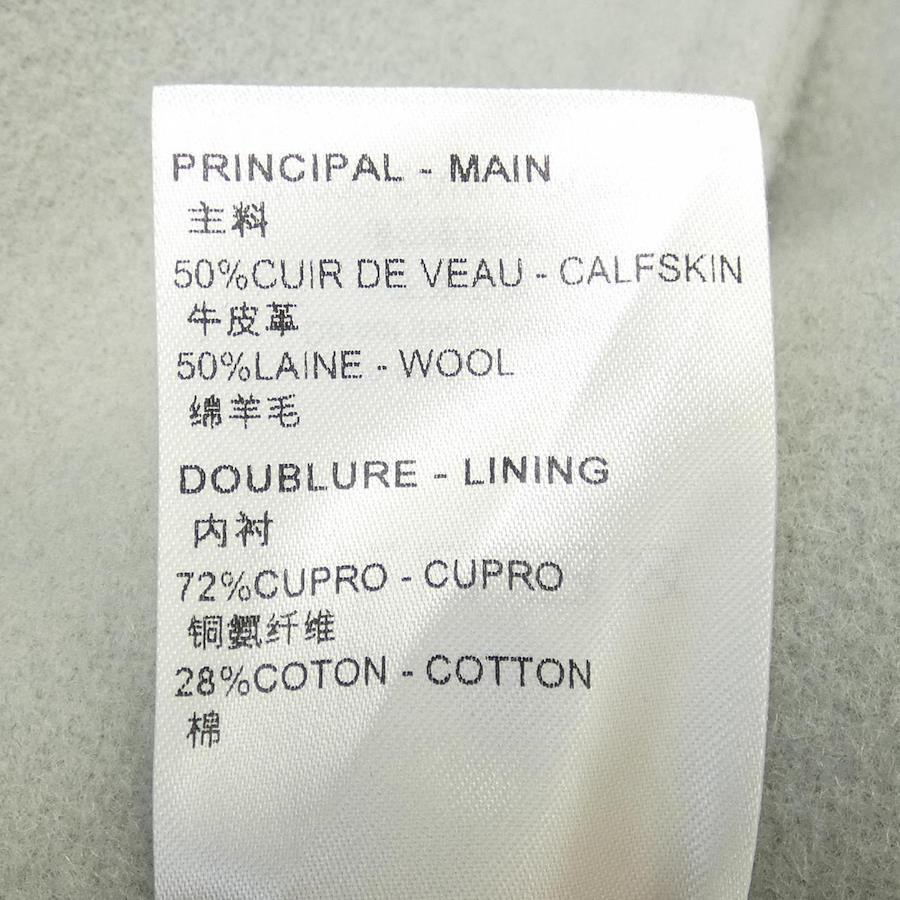 PRINCIPAL - MAIN
主料
50%CUIR DE VEAU - CALFSKIN
牛皮革
50%LAINE - WOOL
绵羊毛
DOUBLURE - LINING
内衬
72%CUPRO - CUPRO
铜氨纤维
28%COTON - COTTON
棉